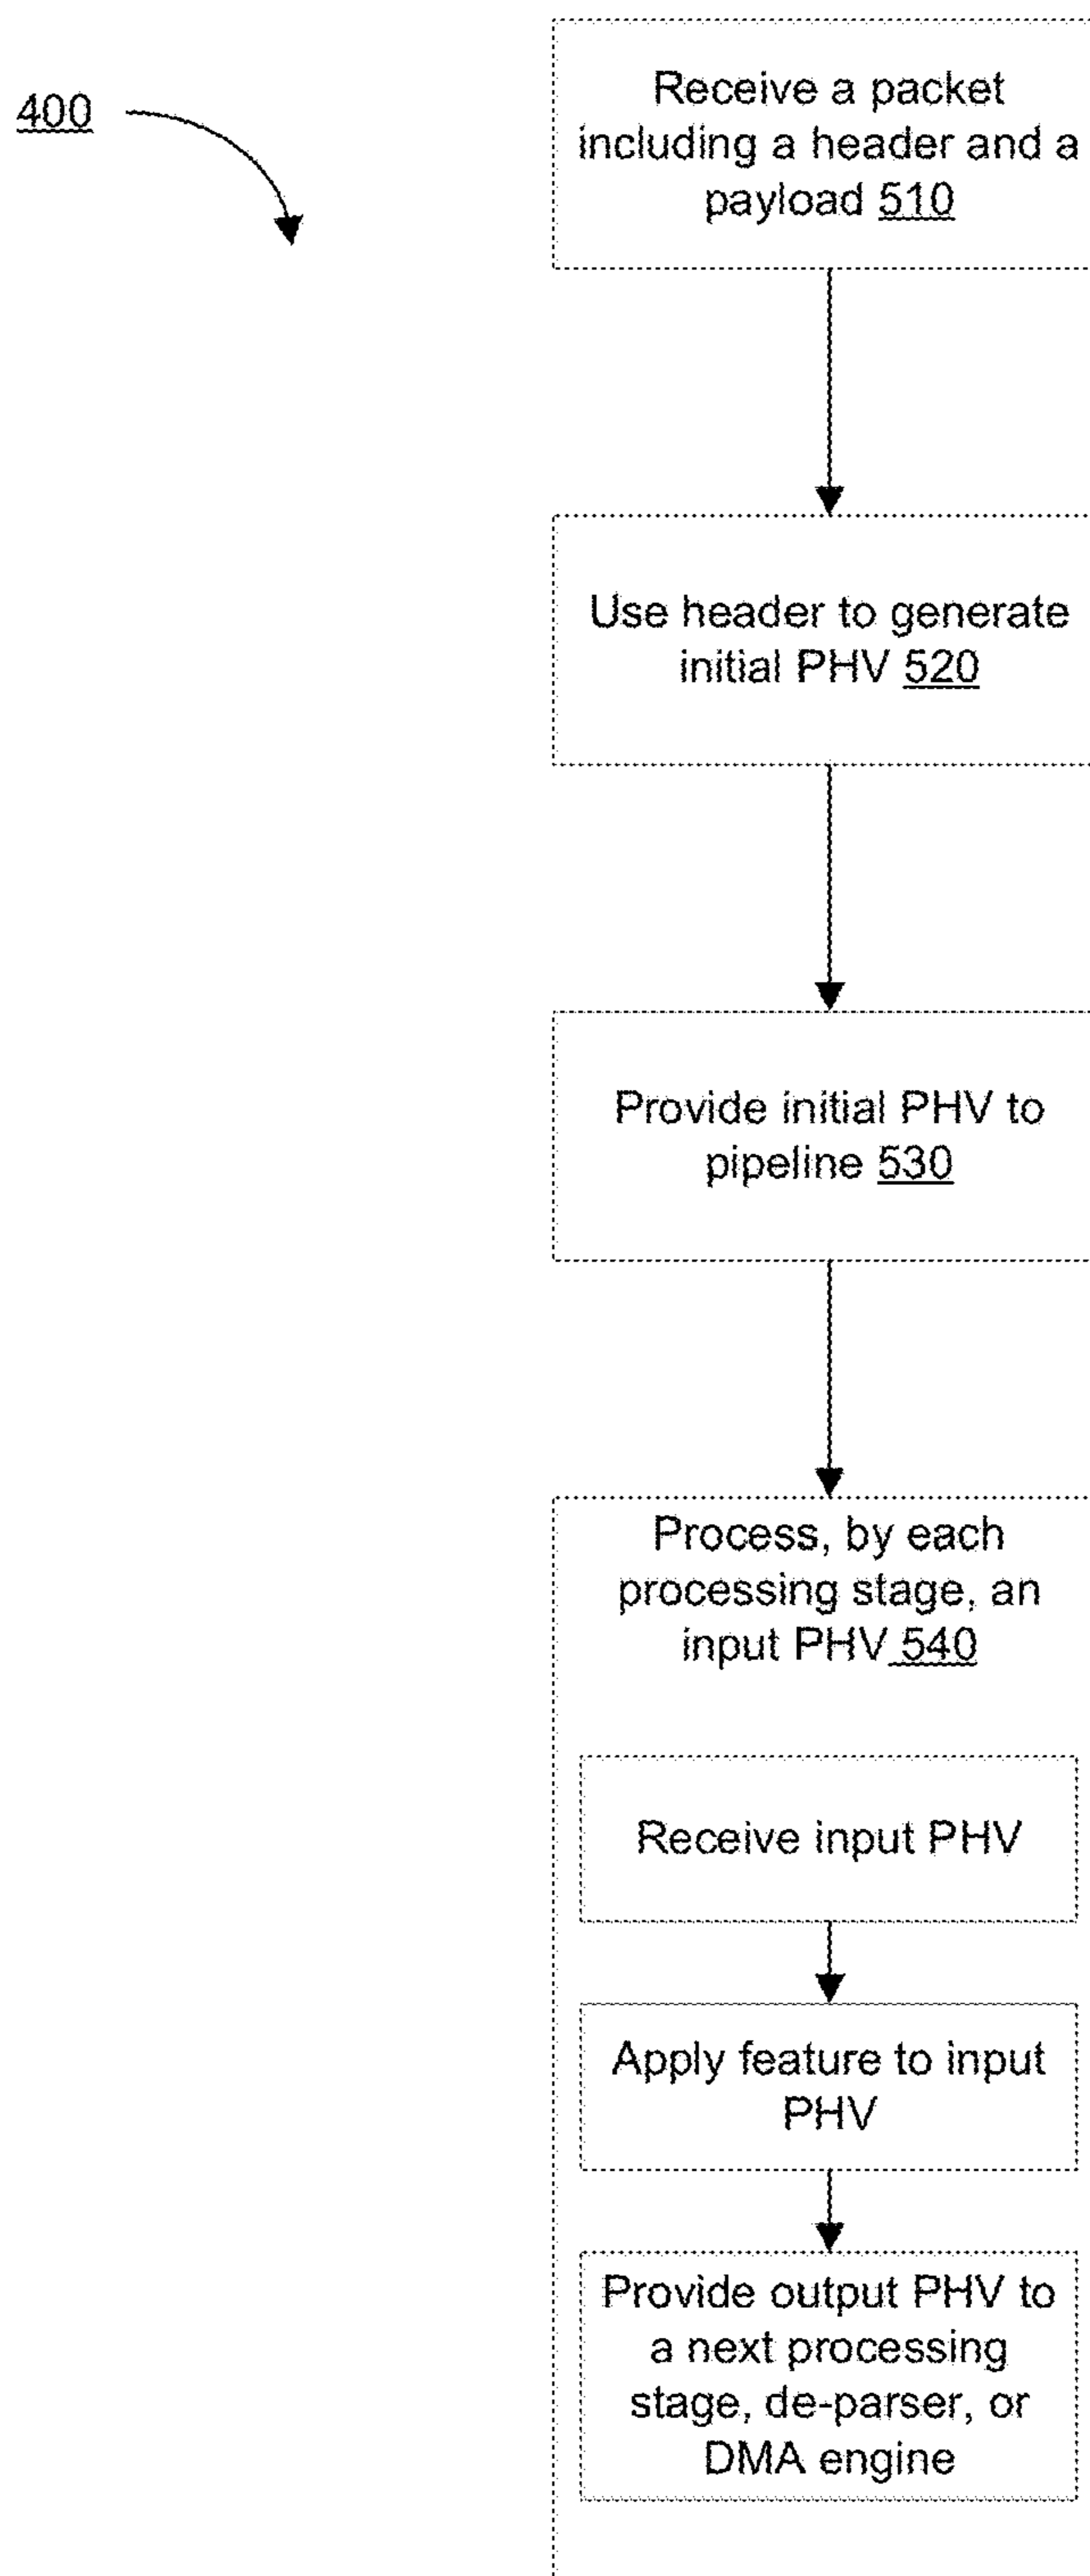 400
Receive a packet
including a header and a
payload 510
Use header to generate
initial PHV 520
Provide initial PHV to
pipeline 530
Process, by each
processing stage, an
input PHV 540
Receive input PHV
Apply feature to input
PHV
Provide output PHV to
a next processing
stage, de-parser, or
DMA engine